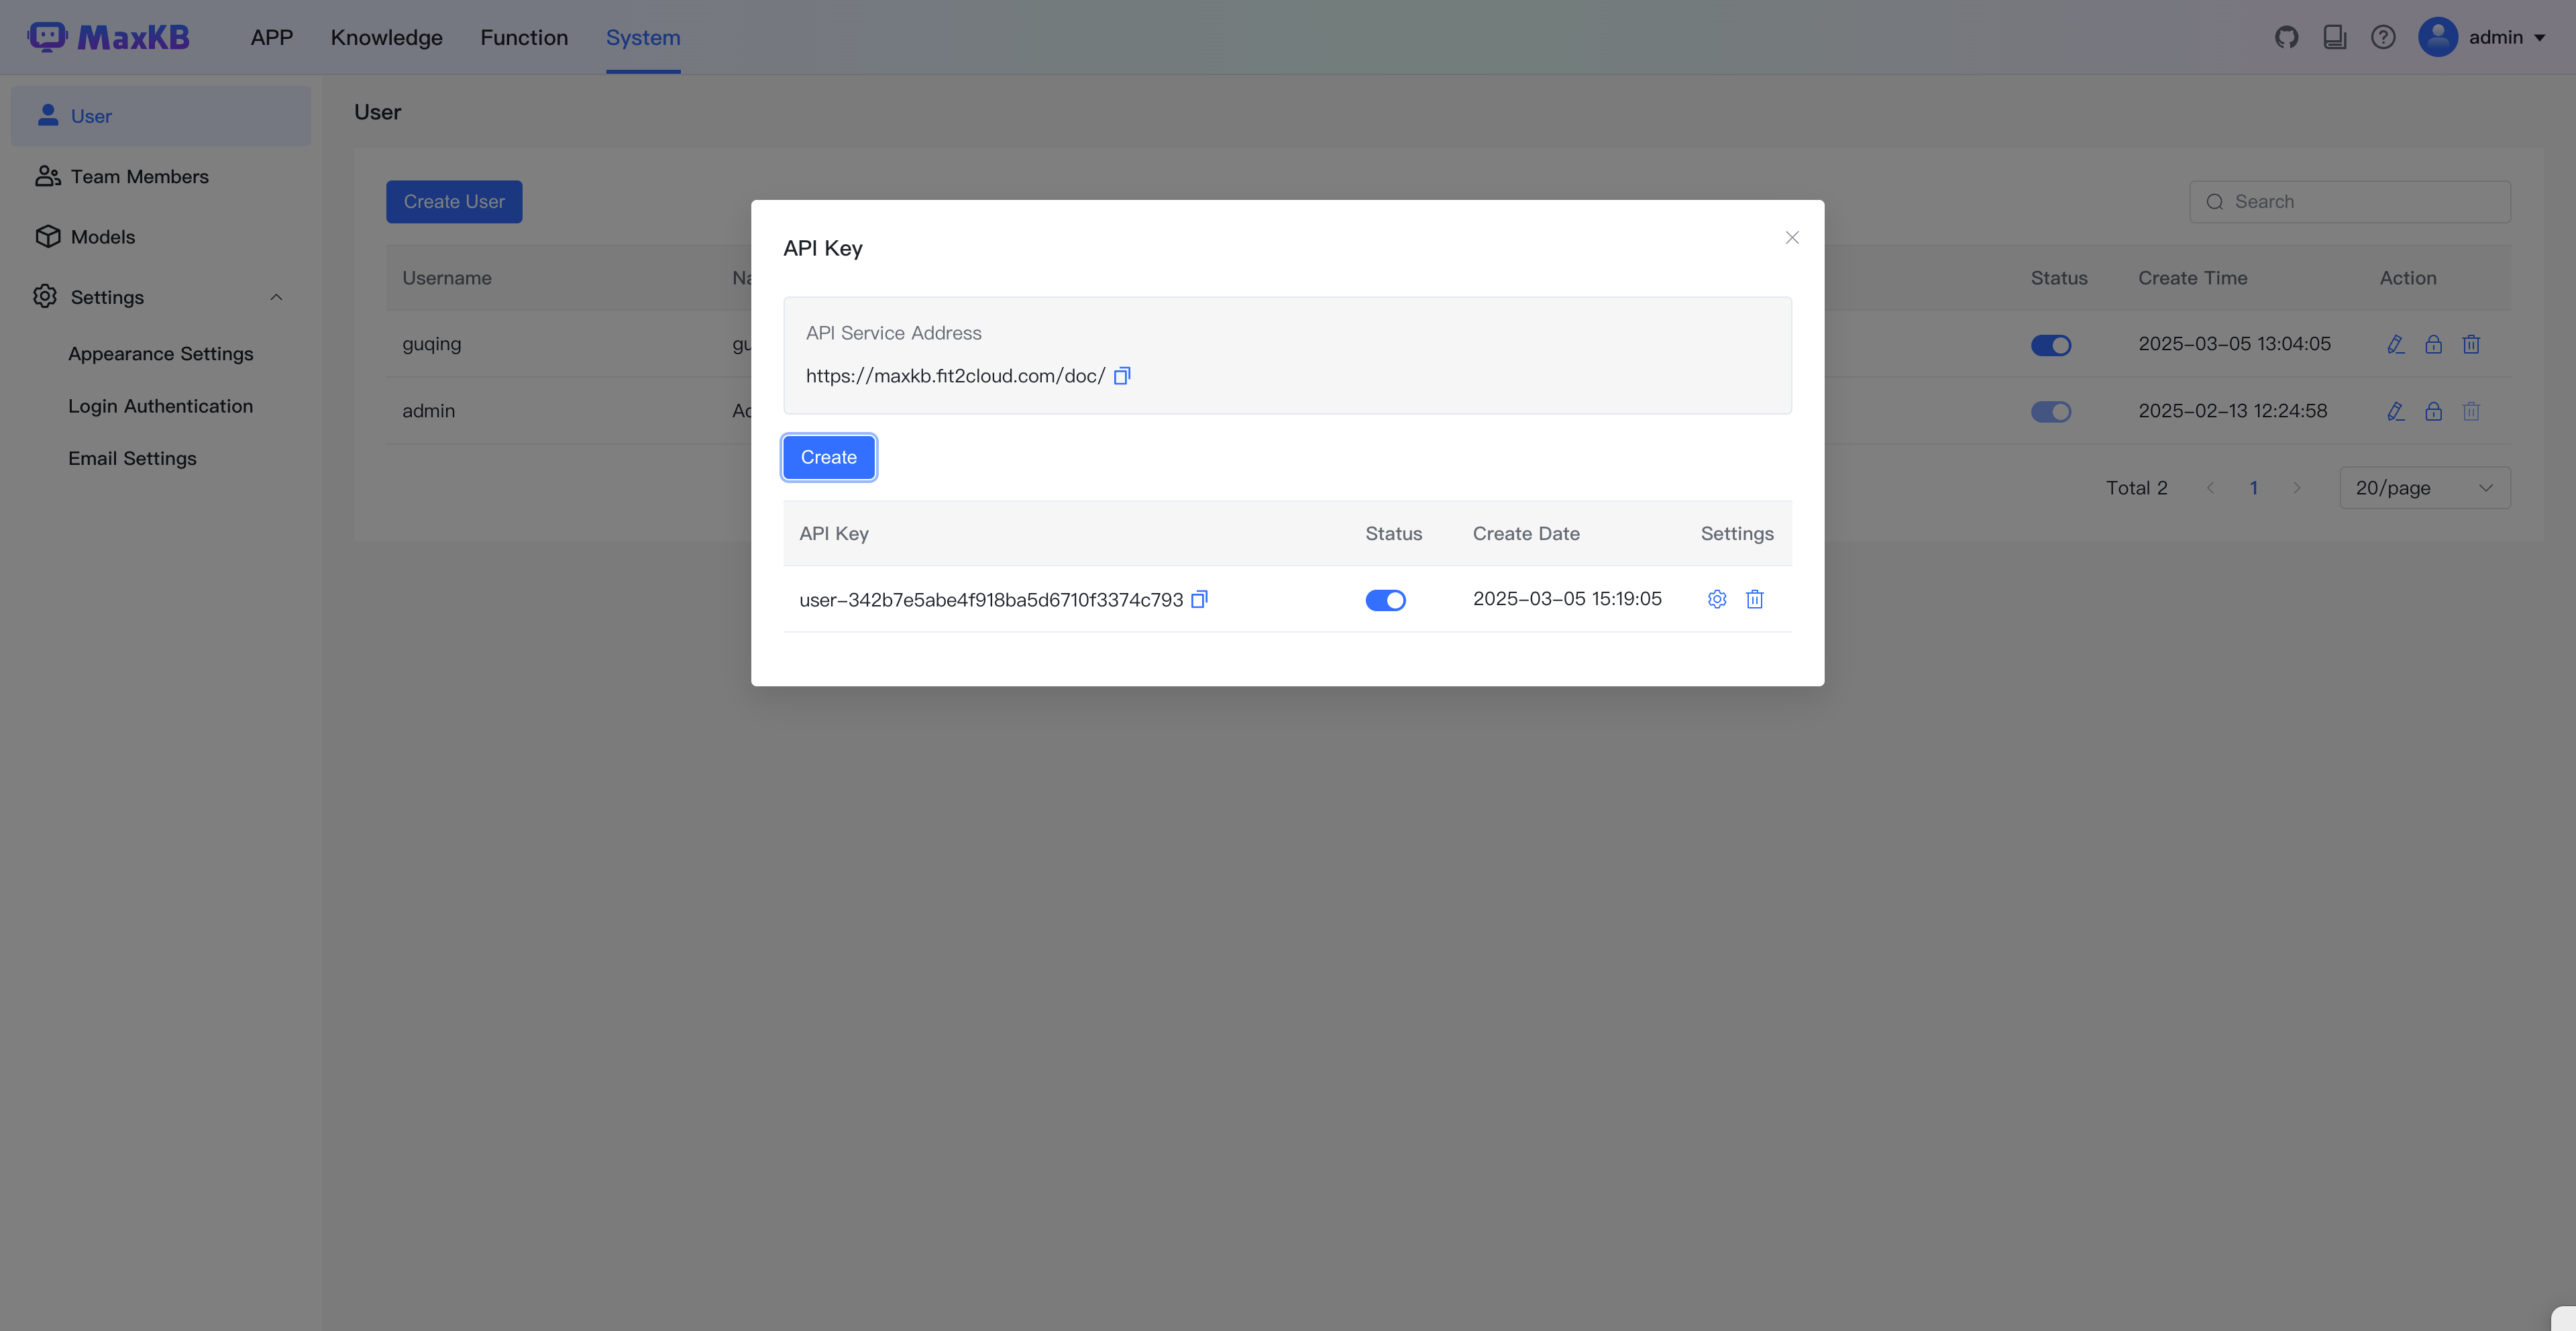 MaxKB APP Knowledge Function System admin
User
Team Members
Models
Settings
Appearance Settings
Login Authentication
Email Settings
User
Create User
Search
Username Na Status Create Time Action
guqing gu 2025-03-05 13:04:05
admin Ad 2025-02-13 12:24:58
Total 2 1 20/page
API Key
API Service Address
https://maxkb.fit2cloud.com/doc/
Create
API Key Status Create Date Settings
user-342b7e5abe4f918ba5d6710f3374c793 2025-03-05 15:19:05